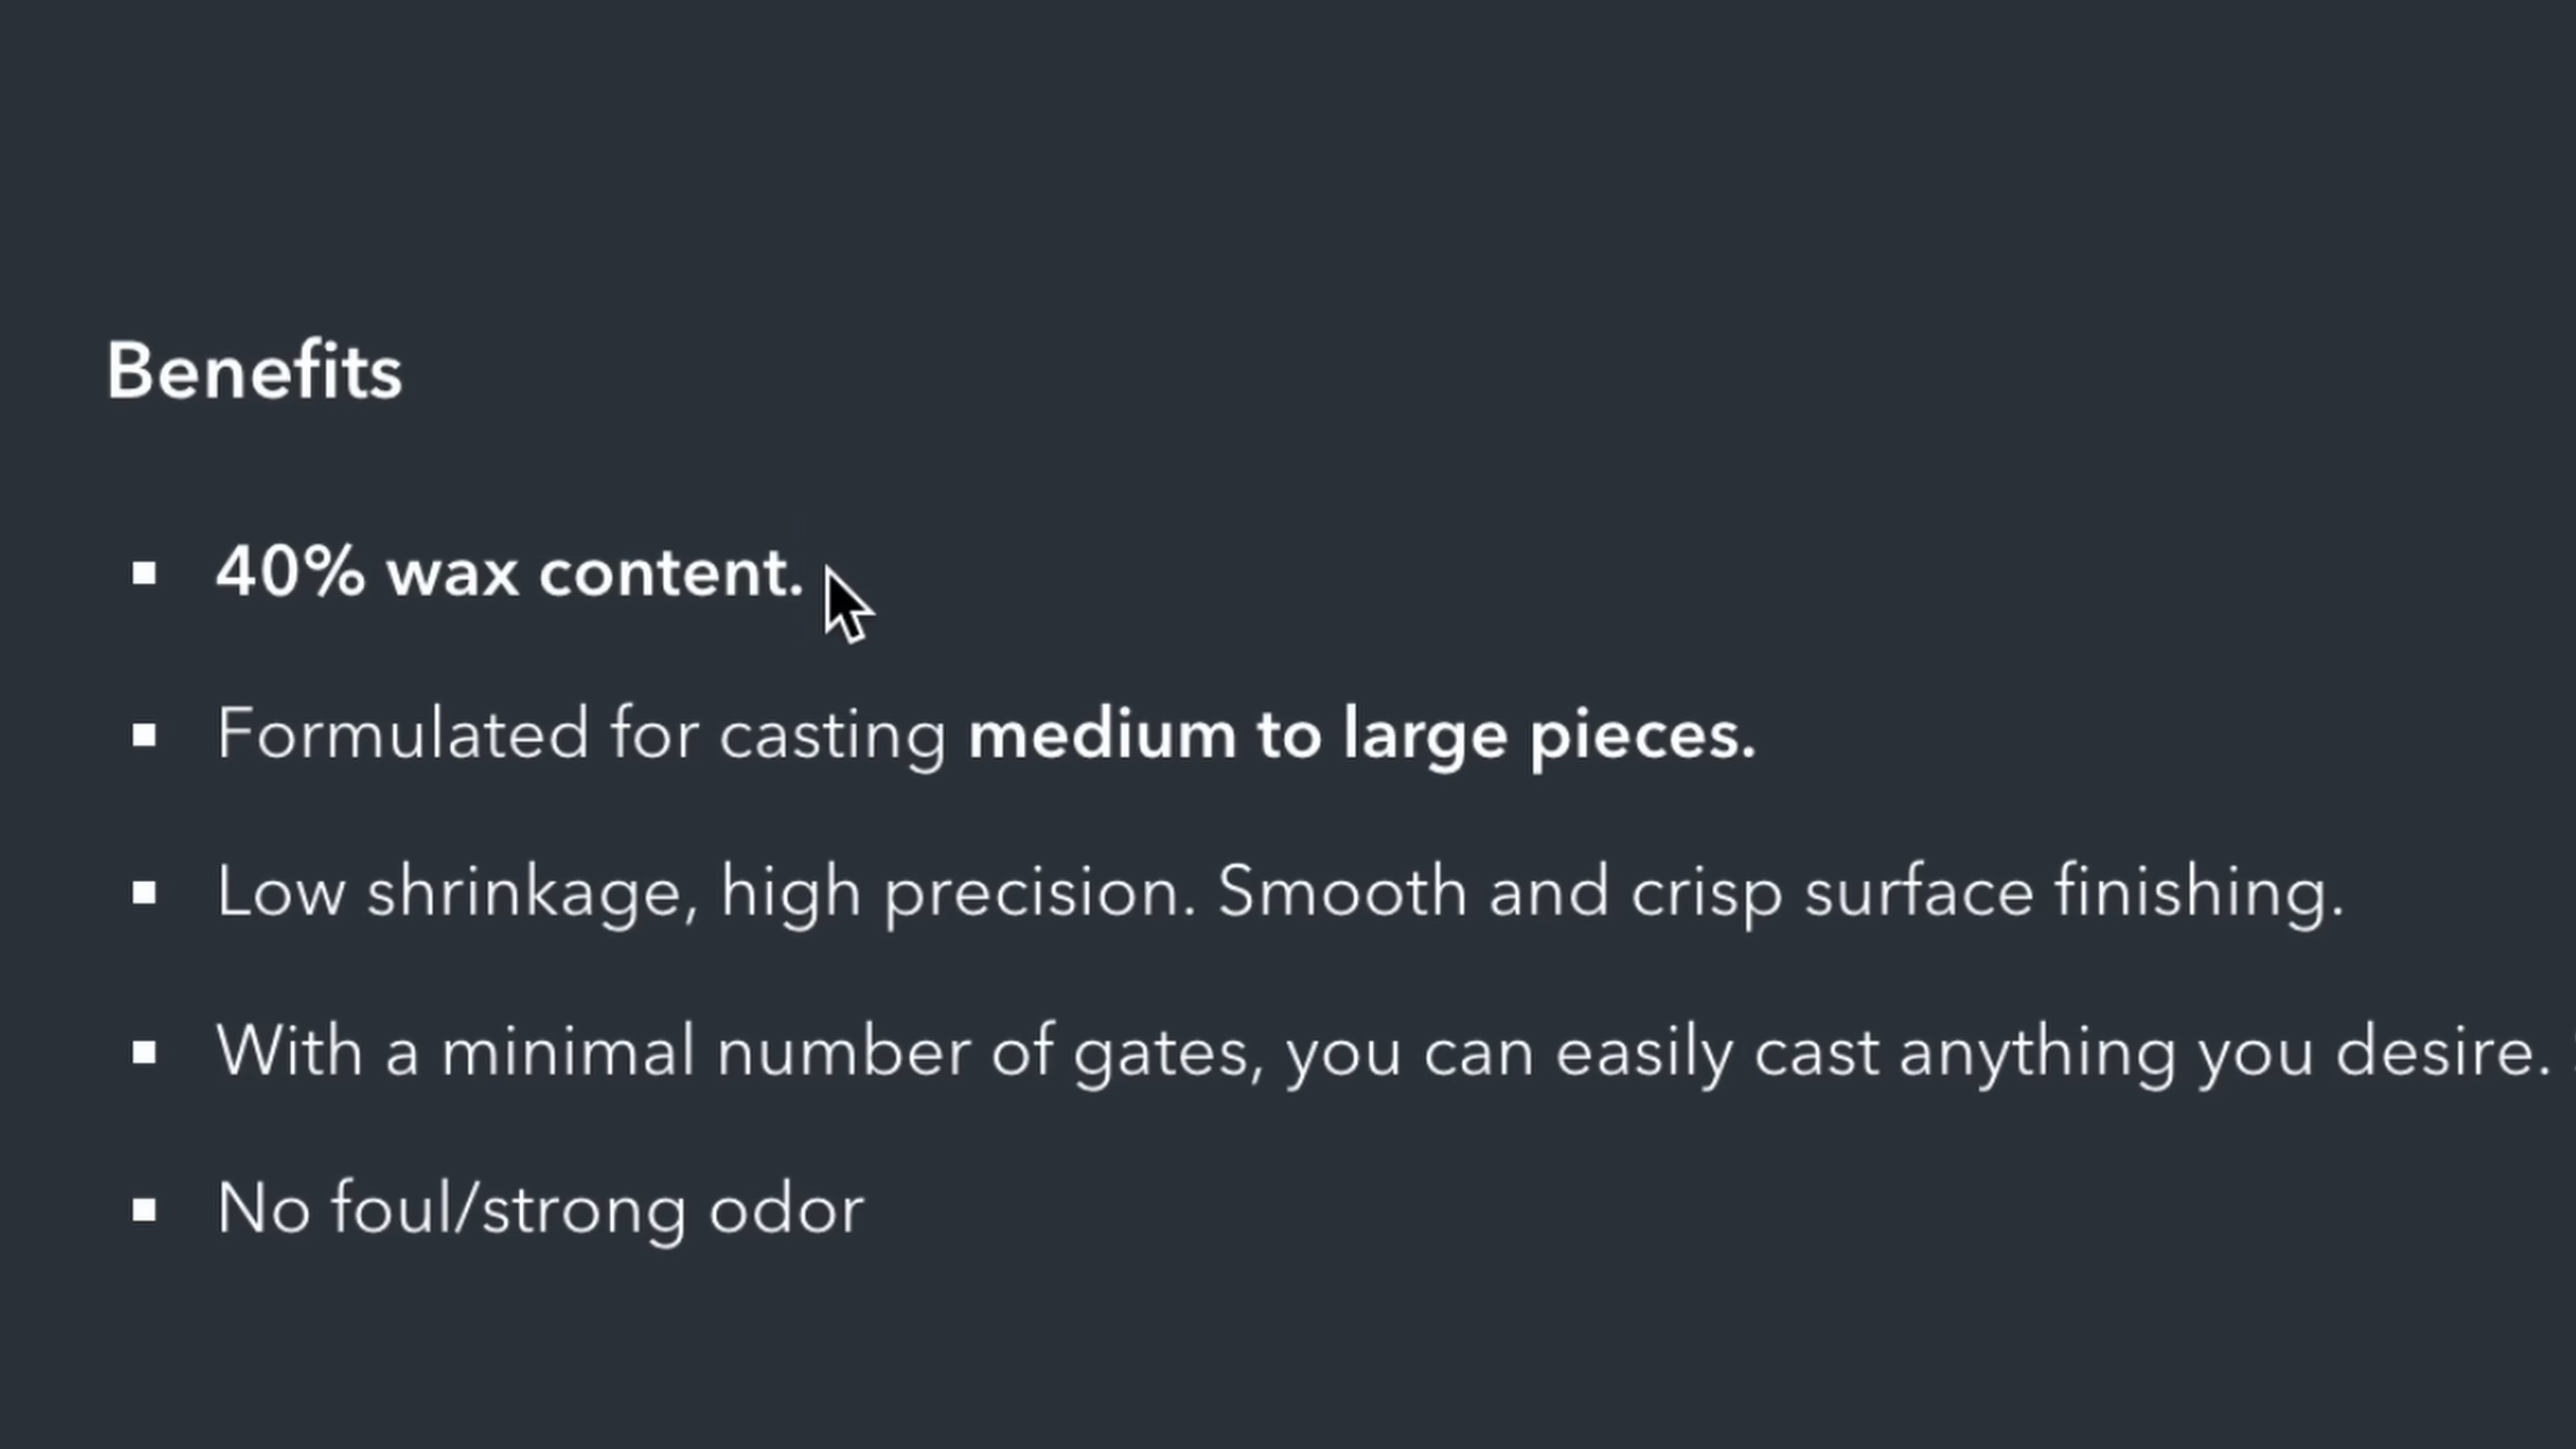 Benefits
40% wax content.
Formulated for casting medium to large pieces.
Low shrinkage, high precision. Smooth and crisp surface finishing.
With a minimal number of gates, you can easily cast anything you desire.
No foul/strong odor